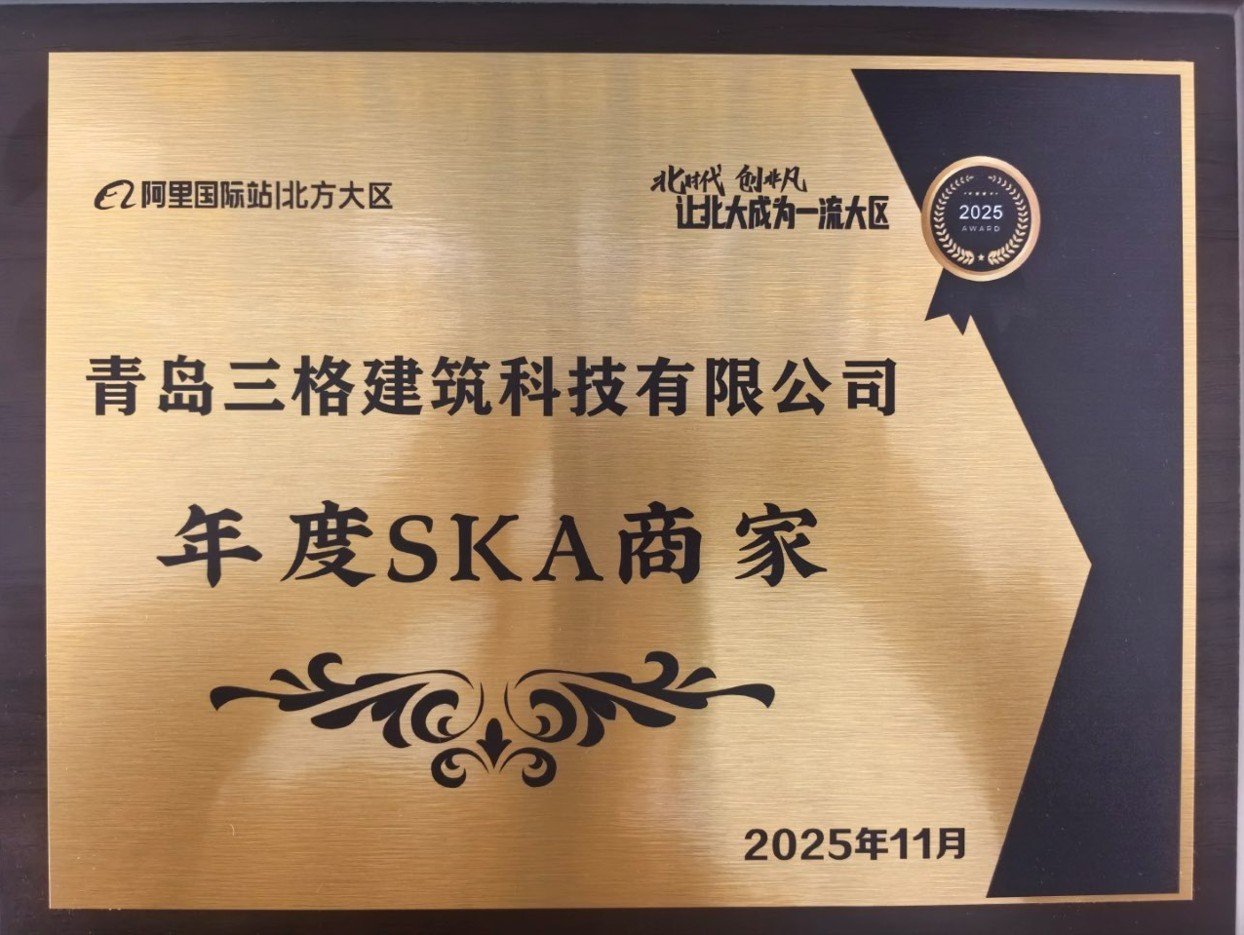 阿里国际站|北方大区
北时代 创非凡
让北大成为一流大区
2025
AWARD
青岛三格建筑科技有限公司
年度SKA商家
2025年11月